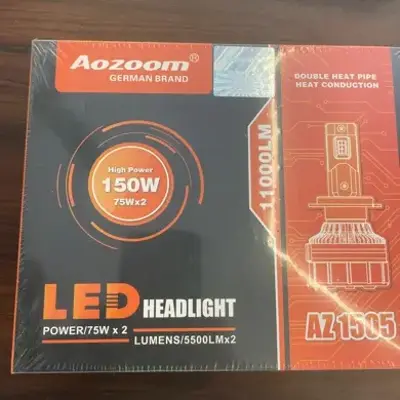 Aozoom®
GERMAN BRAND
High Power
150W
75Wx2
11000LM
LED HEADLIGHT
POWER/75W x 2
LUMENS/5500LMx2
DOUBLE HEAT PIPE
HEAT CONDUCTION
AZ 1505